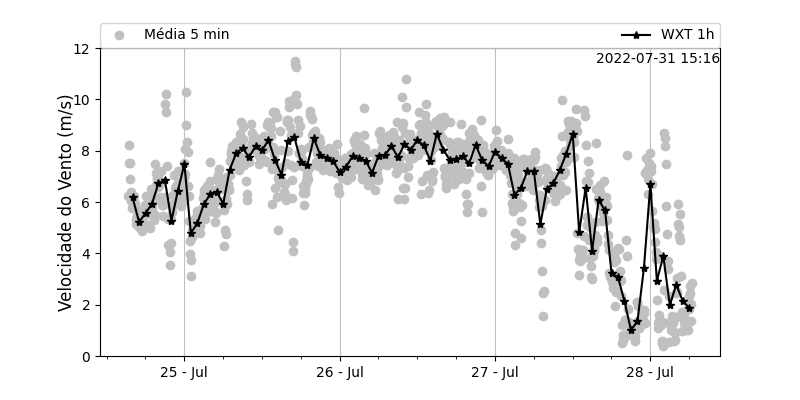 Média 5 min
WXT 1h
2022-07-31 15:16
Velocidade do Vento (m/s)
12
10
8
6
4
2
0
25 - Jul
26 - Jul
27 - Jul
28 - Jul